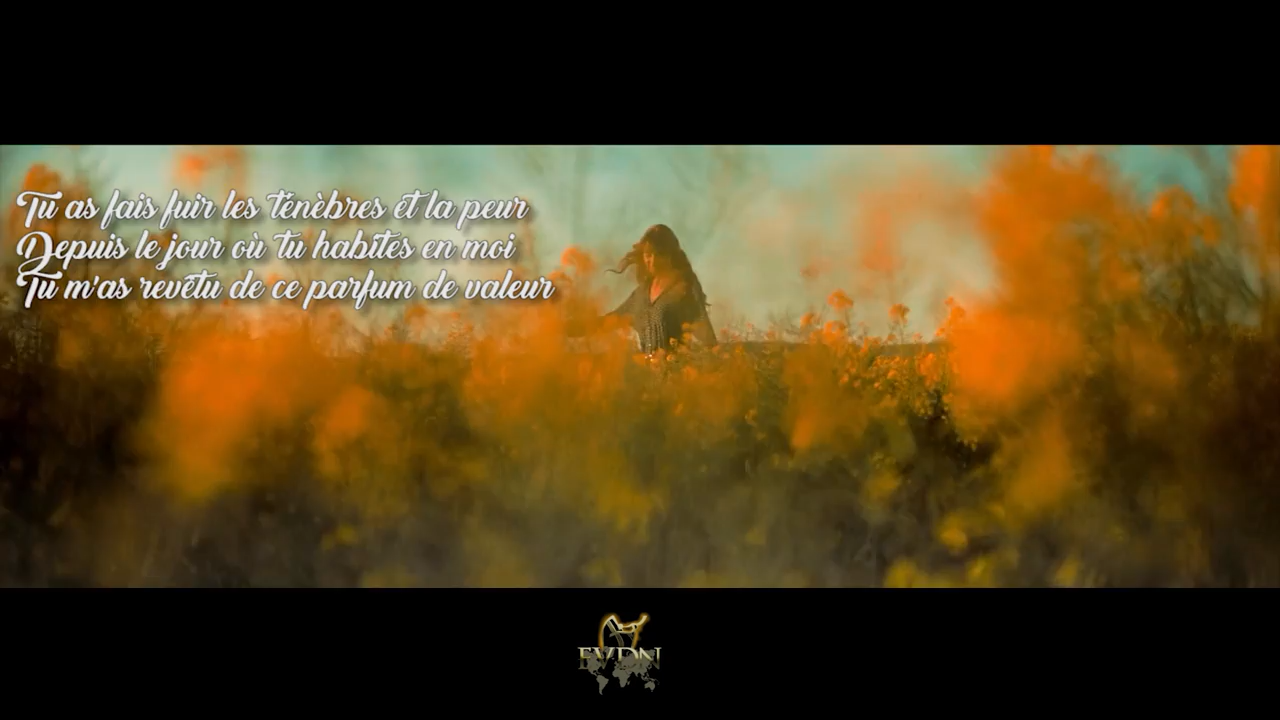 Tu as fais fuir les ténèbres et la peur
Depuis le jour où tu habites en moi
Tu m'as revêtu de ce parfum de valeur
EVDN